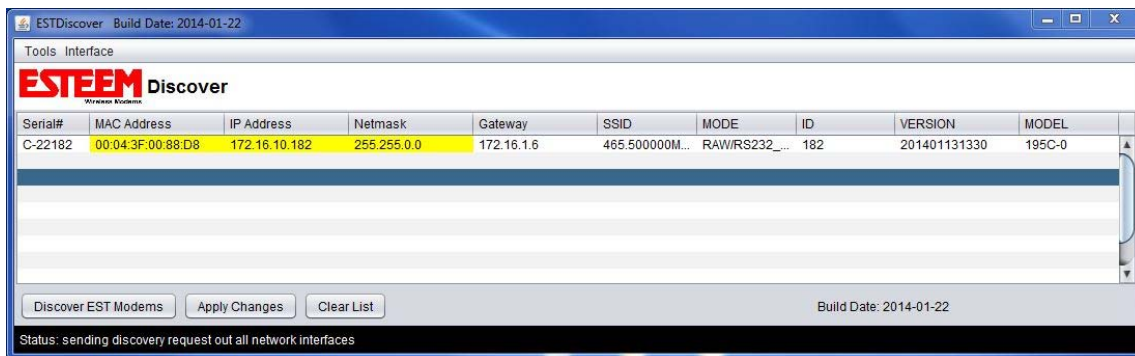 ESTDiscover Build Date: 2014-01-22
Tools Interface
ESTEEM Discover
Wireless Modems
Serial# MAC Address IP Address Netmask Gateway SSID MODE ID VERSION MODEL
C-22182 00:04:3F:00:88:D8 172.16.10.182 255.255.0.0 172.16.1.6 465.500000M... RAW/RS232_... 182 201401131330 195C-0
Discover EST Modems Apply Changes Clear List Build Date: 2014-01-22
Status: sending discovery request out all network interfaces